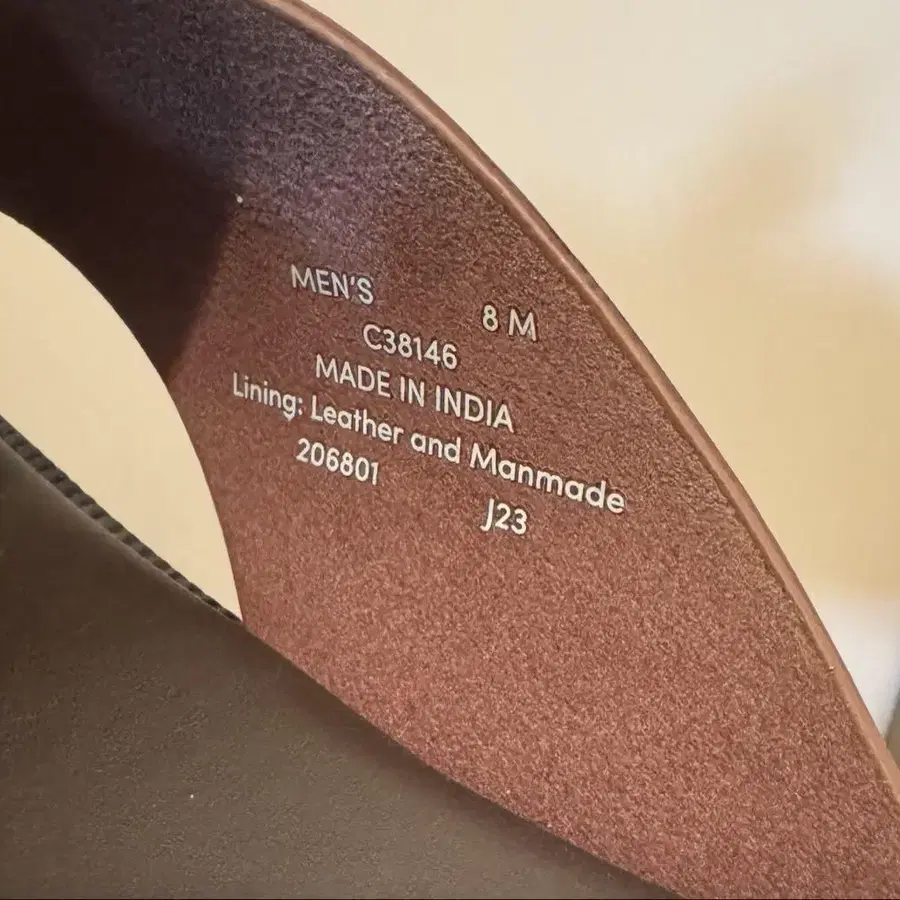 MEN'S 8 M
C38146
MADE IN INDIA
Lining: Leather and Manmade
206801 J23